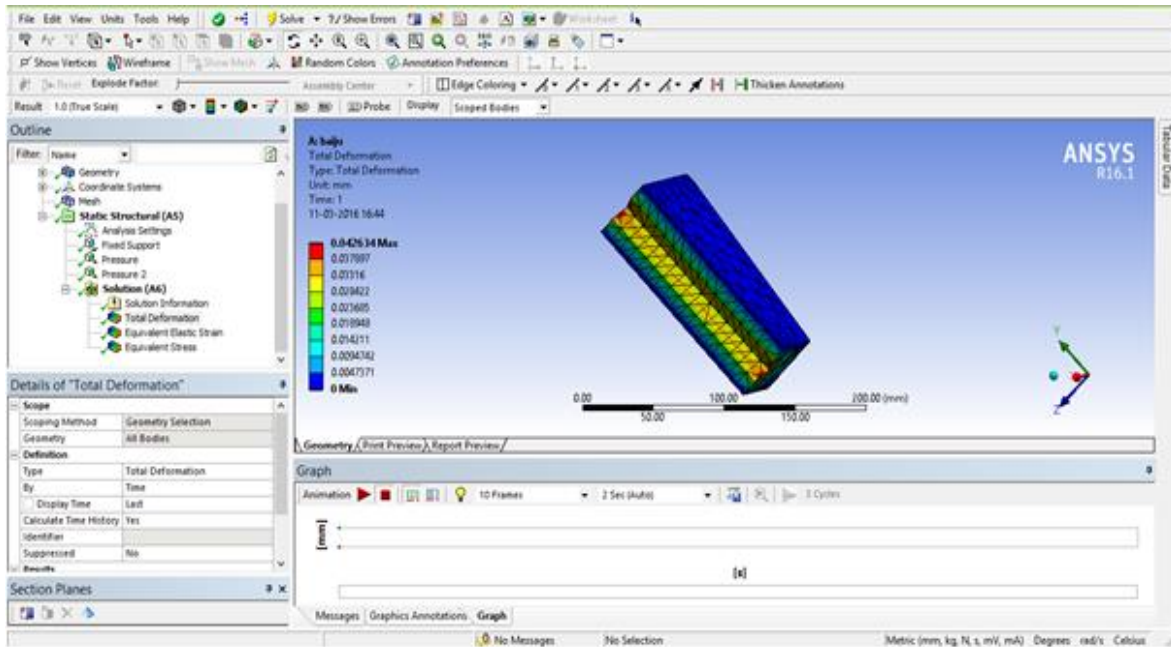 File Edit View Units Tools Help Solve ?/ Show Errors Worksheet
Show Vertices Wireframe Show Mesh Random Colors Annotation Preferences
Reset Explode Factor: Assembly Center Edge Coloring Thicken Annotations
Result 1.0 (True Scale) Probe Display Scoped Bodies
Outline
Filter: Name
Geometry
Coordinate Systems
Mesh
Static Structural (A5)
Analysis Settings
Fixed Support
Pressure
Pressure 2
Solution (A6)
Solution Information
Total Deformation
Equivalent Elastic Strain
Equivalent Stress
Details of "Total Deformation"
Scope
Scoping Method Geometry Selection
Geometry All Bodies
Definition
Type Total Deformation
By Time
Display Time Last
Calculate Time History Yes
Identifier
Suppressed No
Results
Section Planes
A: baiju
Total Deformation
Type: Total Deformation
Unit: mm
Time: 1
11-03-2016 16:44
0.042634 Max
0.037897
0.03316
0.028422
0.023685
0.018948
0.014211
0.0094742
0.0047371
0 Min
ANSYS
R16.1
0.00 100.00 200.00 (mm)
50.00 150.00
Y
Z
Geometry Print Preview Report Preview
Graph
Animation 10 Frames 2 Sec (Auto) 3 Cycles
[mm]
[s]
Messages Graphics Annotations Graph
No Messages No Selection Metric (mm, kg, N, s, mV, mA) Degrees rad/s Celsius
Tabular Data